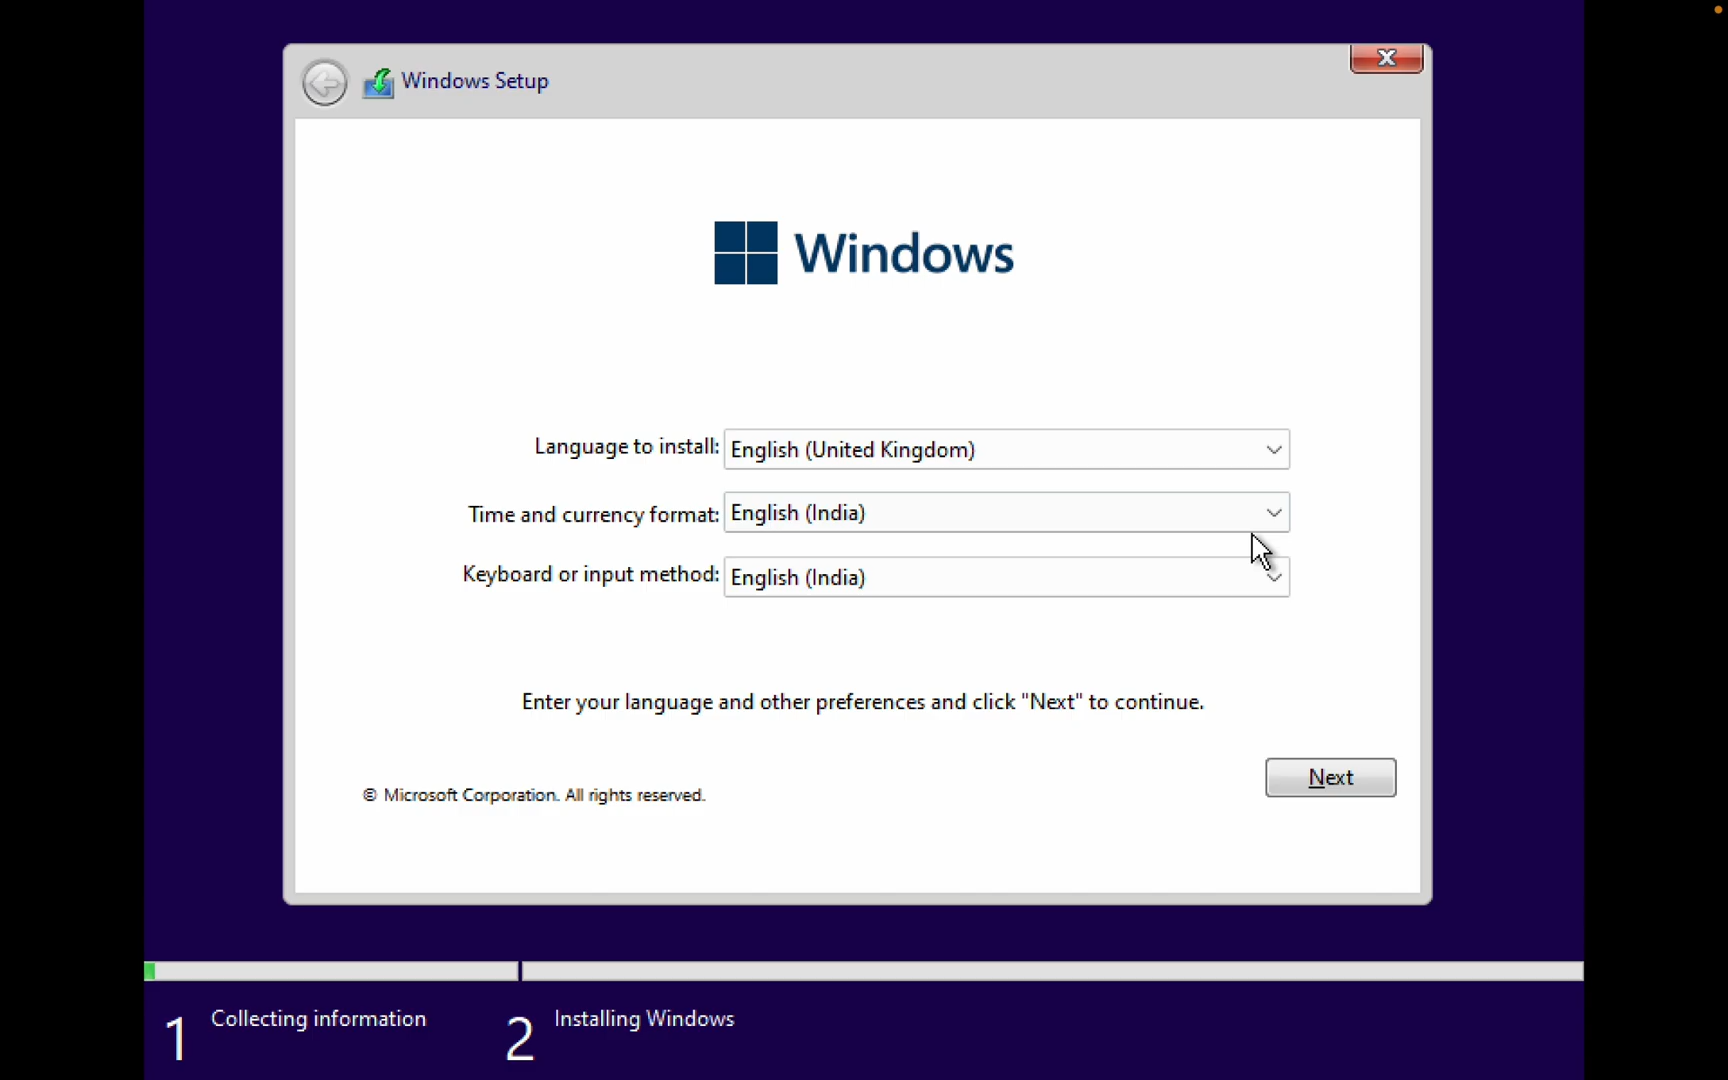 Windows Setup
Windows
Language to install: English (United Kingdom)
Time and currency format: English (India)
Keyboard or input method: English (India)
Enter your language and other preferences and click "Next" to continue.
Next
© Microsoft Corporation. All rights reserved.
1 Collecting information 2 Installing Windows